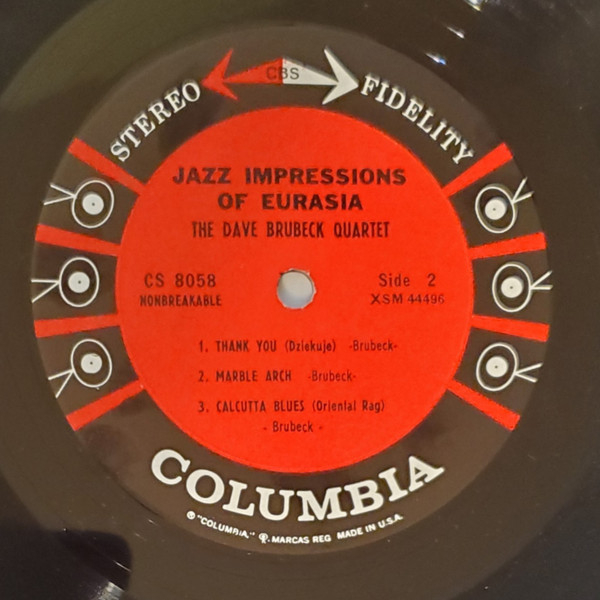 CBS
STEREO FIDELITY
JAZZ IMPRESSIONS
OF EURASIA
THE DAVE BRUBECK QUARTET
CS 8058
NONBREAKABLE
Side 2
XSM 44496
1. THANK YOU (Dziekuje) -Brubeck-
2. MARBLE ARCH -Brubeck-
3. CALCUTTA BLUES (Oriental Rag)
- Brubeck -
COLUMBIA
® "COLUMBIA," ®, MARCAS REG MADE IN U.S.A.